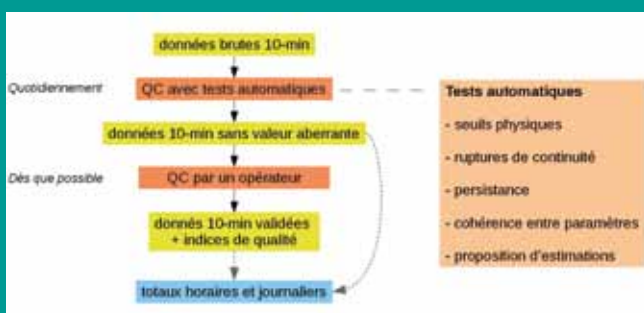 données brutes 10-min
Quotidiennement
QC avec tests automatiques
données 10-min sans valeur aberrante
Dès que possible
QC par un opérateur
donnés 10-min validées
+ indices de qualité
totaux horaires et journaliers
Tests automatiques
- seuils physiques
- ruptures de continuité
- persistance
- cohérence entre paramètres
- proposition d'estimations